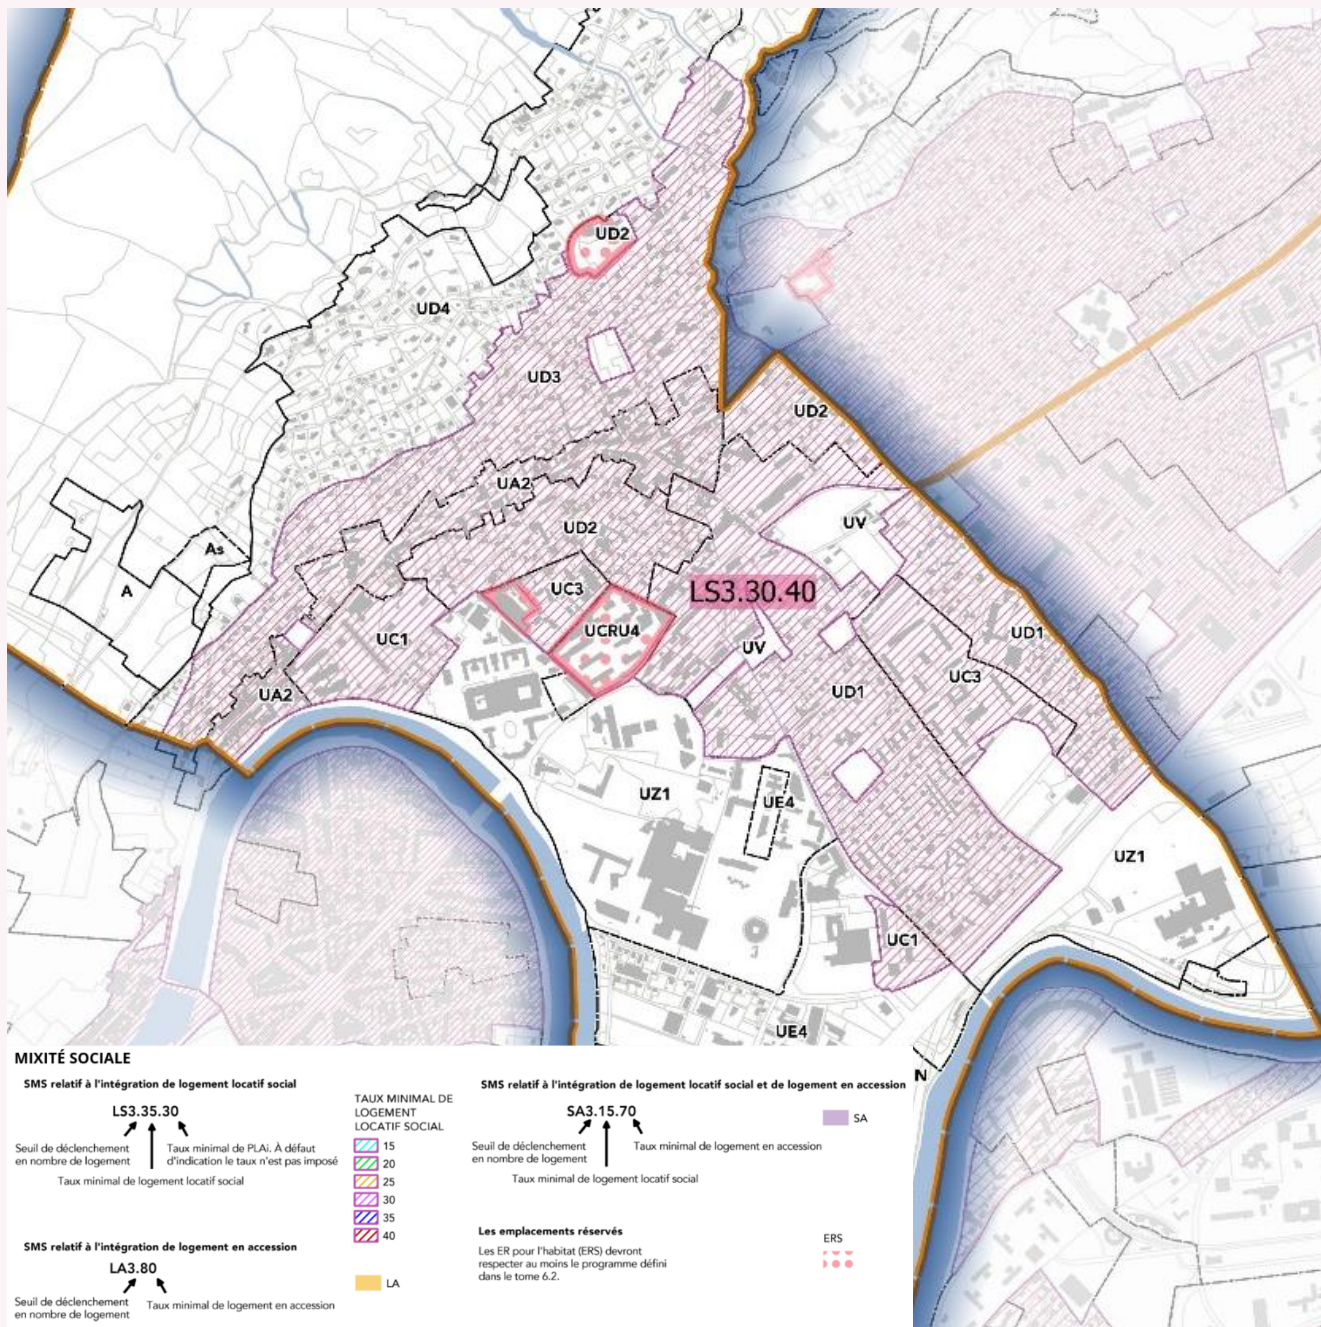 UD2
UD4
UD3
UD2
UA2
UV
UD2
As
A
UC3
LS3.30.40
UCRU4
UC1
UD1
UV
UC3
UA2
UD1
UZ1
UE4
UZ1
UC1
UE4
N
MIXITÉ SOCIALE
SMS relatif à l'intégration de logement locatif social
LS3.35.30
Seuil de déclenchement
en nombre de logement
Taux minimal de PLAi. À défaut
d'indication le taux n'est pas imposé
Taux minimal de logement locatif social
SMS relatif à l'intégration de logement en accession
LA3.80
Seuil de déclenchement
en nombre de logement
Taux minimal de logement en accession
TAUX MINIMAL DE
LOGEMENT
LOCATIF SOCIAL
15
20
25
30
35
40
LA
SMS relatif à l'intégration de logement locatif social et de logement en accession
SA3.15.70
Seuil de déclenchement
en nombre de logement
Taux minimal de logement en accession
Taux minimal de logement locatif social
SA
Les emplacements réservés
Les ER pour l'habitat (ERS) devront
respecter au moins le programme défini
dans le tome 6.2.
ERS